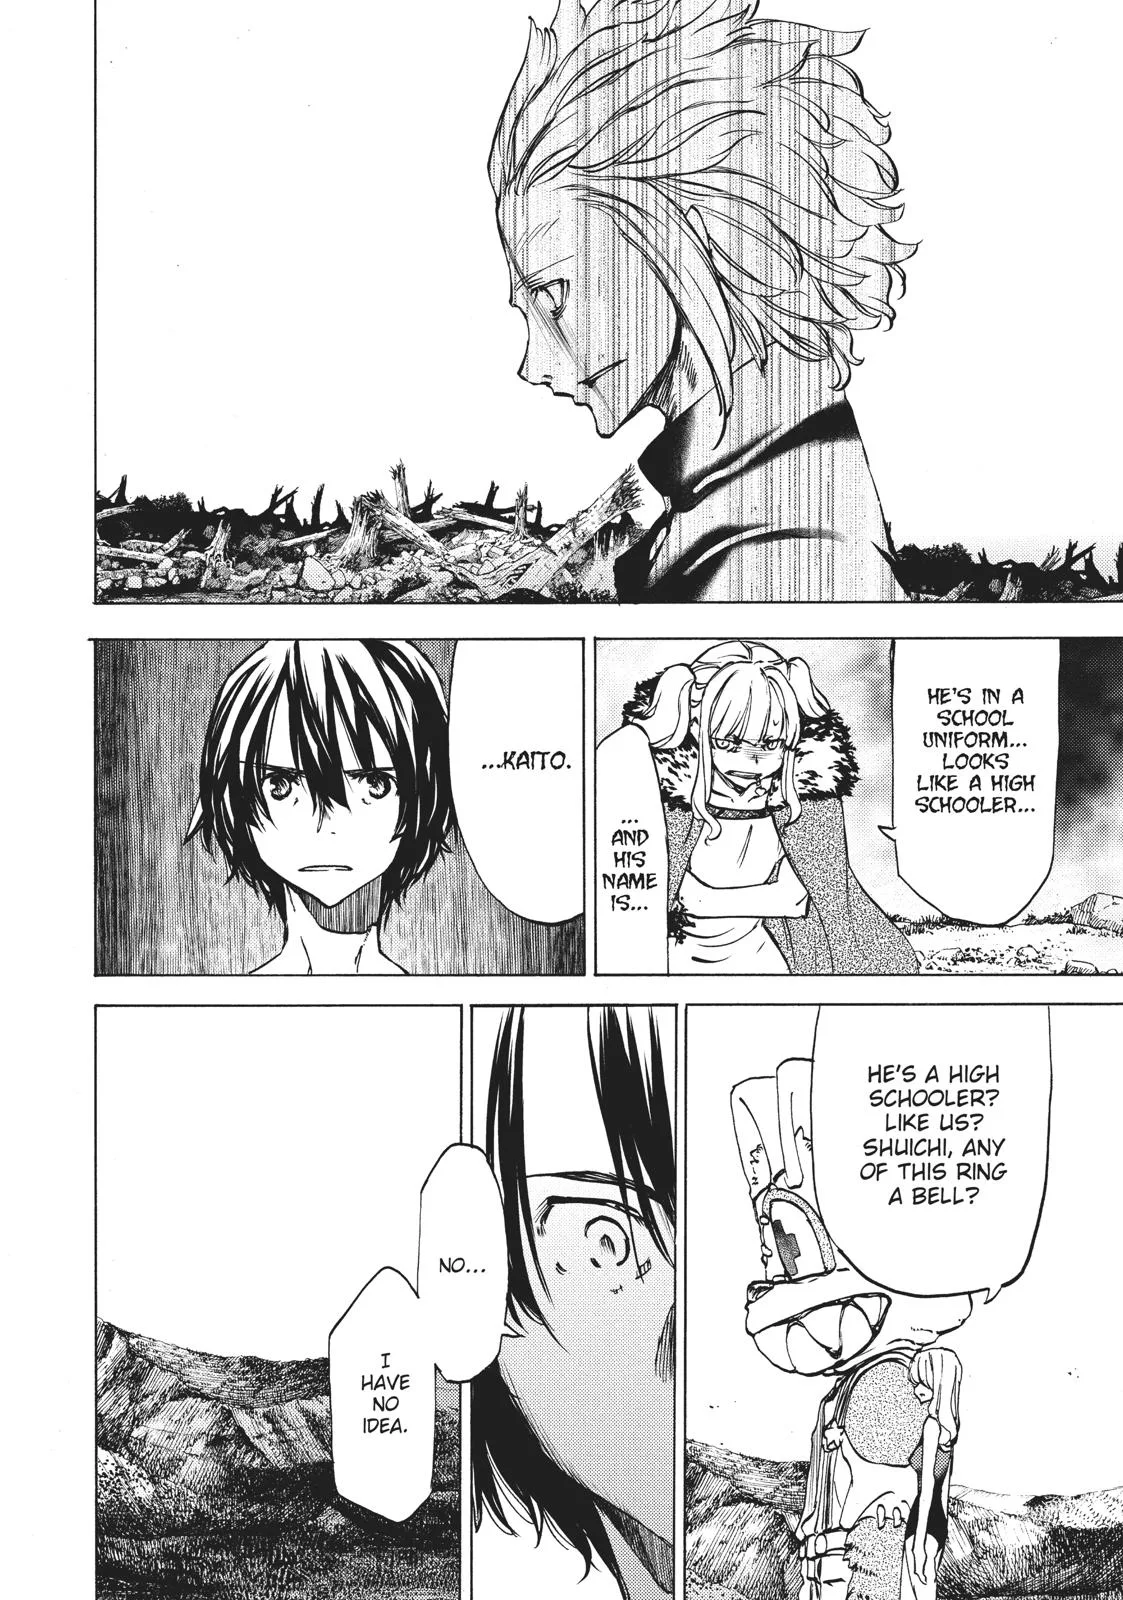 HE'S IN A
SCHOOL
UNIFORM...
LOOKS
LIKE A HIGH
SCHOOLER...
...
AND
HIS
NAME
IS...
...KAITO.
HE'S A HIGH
SCHOOLER?
LIKE US?
SHUICHI, ANY
OF THIS RING
A BELL?
NO...
I
HAVE
NO
IDEA.